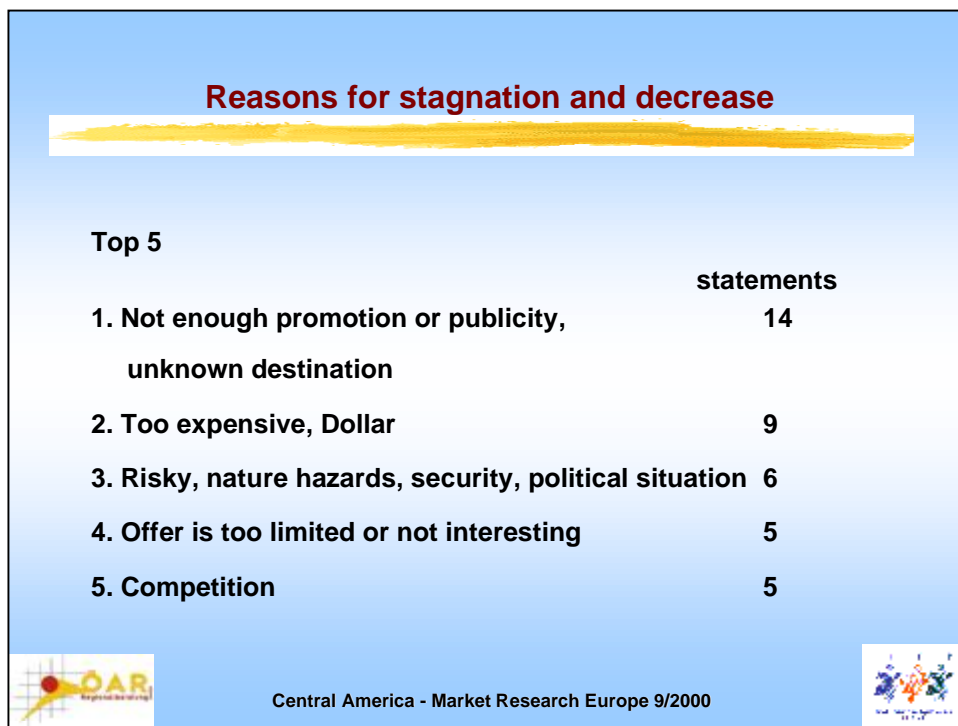 Reasons for stagnation and decrease
Top 5
statements
1. Not enough promotion or publicity, 14
unknown destination
2. Too expensive, Dollar 9
3. Risky, nature hazards, security, political situation 6
4. Offer is too limited or not interesting 5
5. Competition 5
ÖAR
Central America - Market Research Europe 9/2000